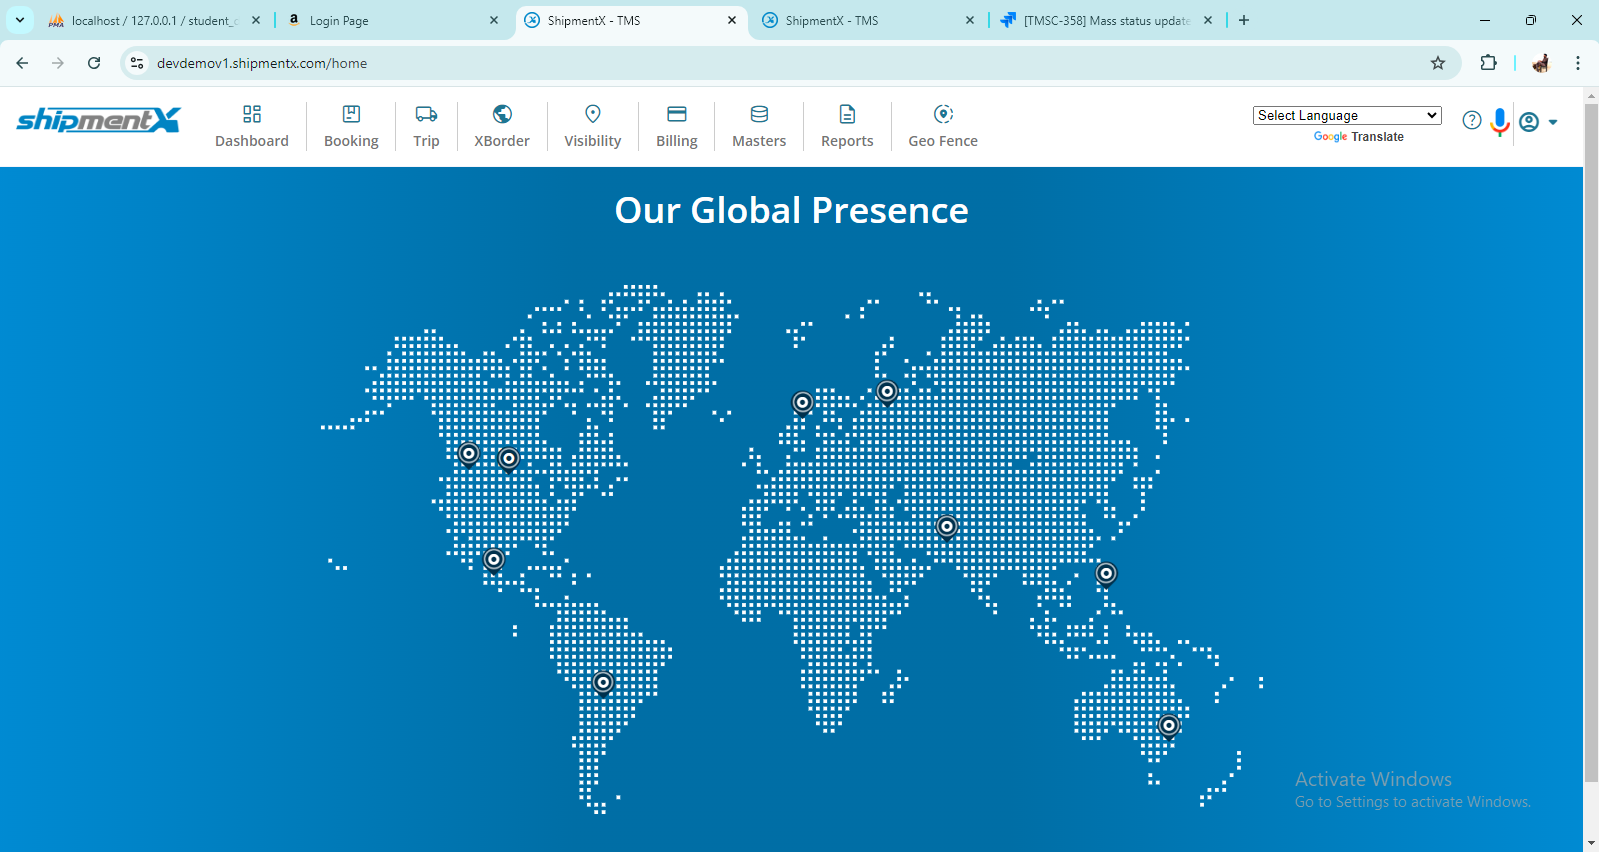 localhost / 127.0.0.1 / student_d
Login Page
ShipmentX - TMS
ShipmentX - TMS
[TMSC-358] Mass status update
devdemov1.shipmentx.com/home
shipmentX
Dashboard
Booking
Trip
XBorder
Visibility
Billing
Masters
Reports
Geo Fence
Select Language
Google Translate
Our Global Presence
Activate Windows
Go to Settings to activate Windows.